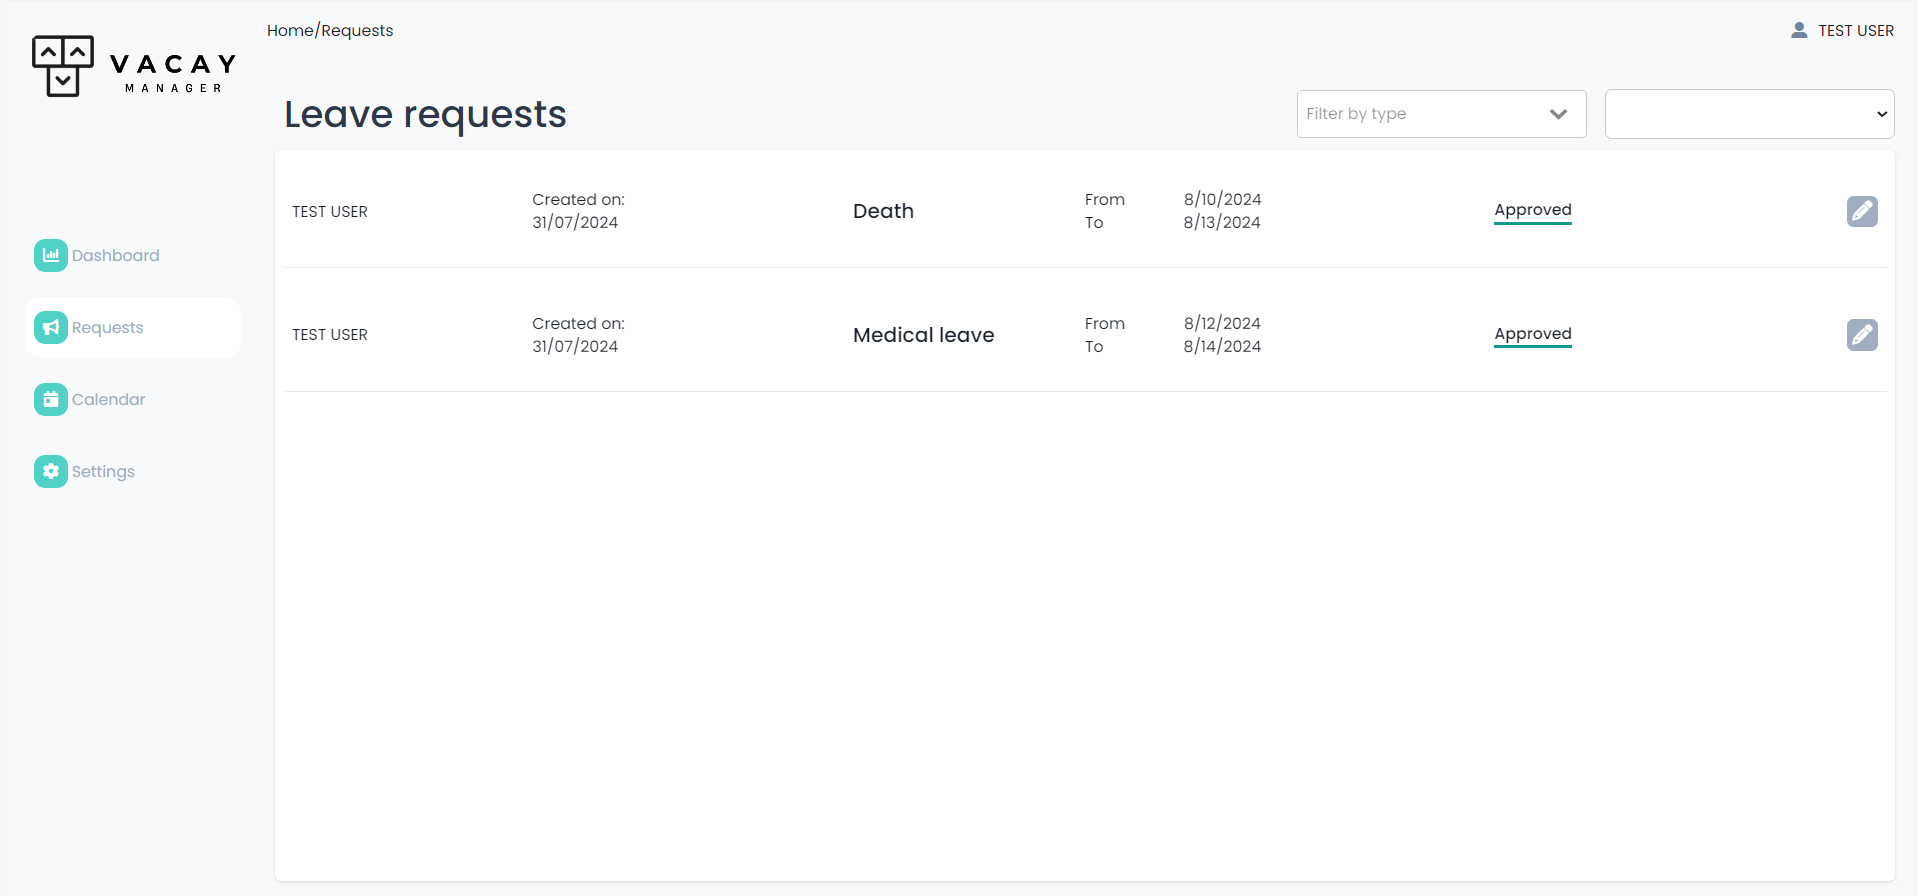 Home/Requests
TEST USER
VACAY
MANAGER
Leave requests
Filter by type
Dashboard
Requests
Calendar
Settings
TEST USER
Created on:
31/07/2024
Death
From 8/10/2024
To 8/13/2024
Approved
TEST USER
Created on:
31/07/2024
Medical leave
From 8/12/2024
To 8/14/2024
Approved